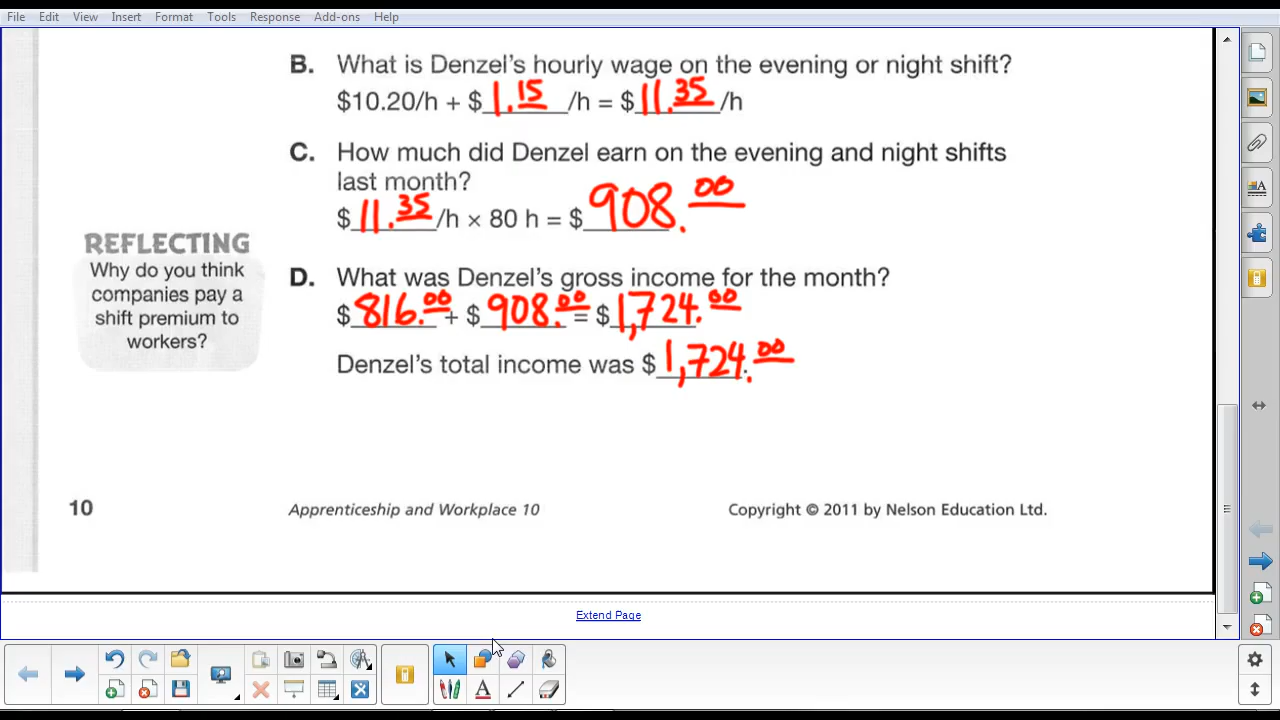 File Edit View Insert Format Tools Response Add-ons Help
B. What is Denzel's hourly wage on the evening or night shift?
$10.20/h + $1.15/h = $11.35/h
C. How much did Denzel earn on the evening and night shifts
last month?
$11.35/h × 80 h = $908.00
REFLECTING
Why do you think
companies pay a
shift premium to
workers?
D. What was Denzel's gross income for the month?
$816.00 + $908.00 = $1,724.00
Denzel's total income was $1,724.00.
10 Apprenticeship and Workplace 10 Copyright © 2011 by Nelson Education Ltd.
Extend Page